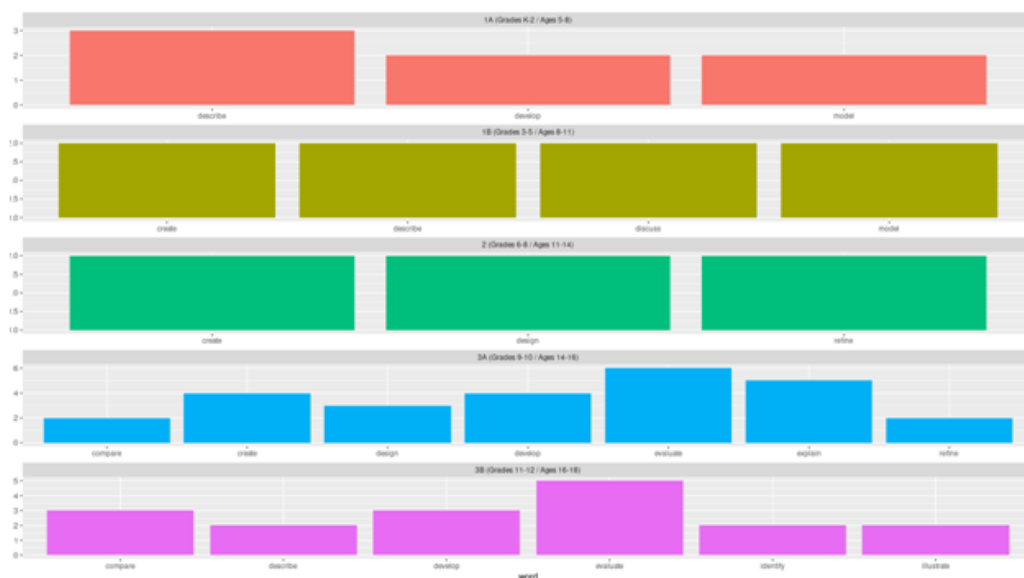 1A (Grades K-2 / Ages 5-8)
3
2
1
0
describe develop model
1B (Grades 3-5 / Ages 8-11)
create describe discuss model
2 (Grades 6-8 / Ages 11-14)
create design refine
3A (Grades 9-10 / Ages 14-16)
6
4
2
0
compare create design develop evaluate explain refine
3B (Grades 11-12 / Ages 16-18)
5
4
3
2
1
0
compare describe develop evaluate identify illustrate
word